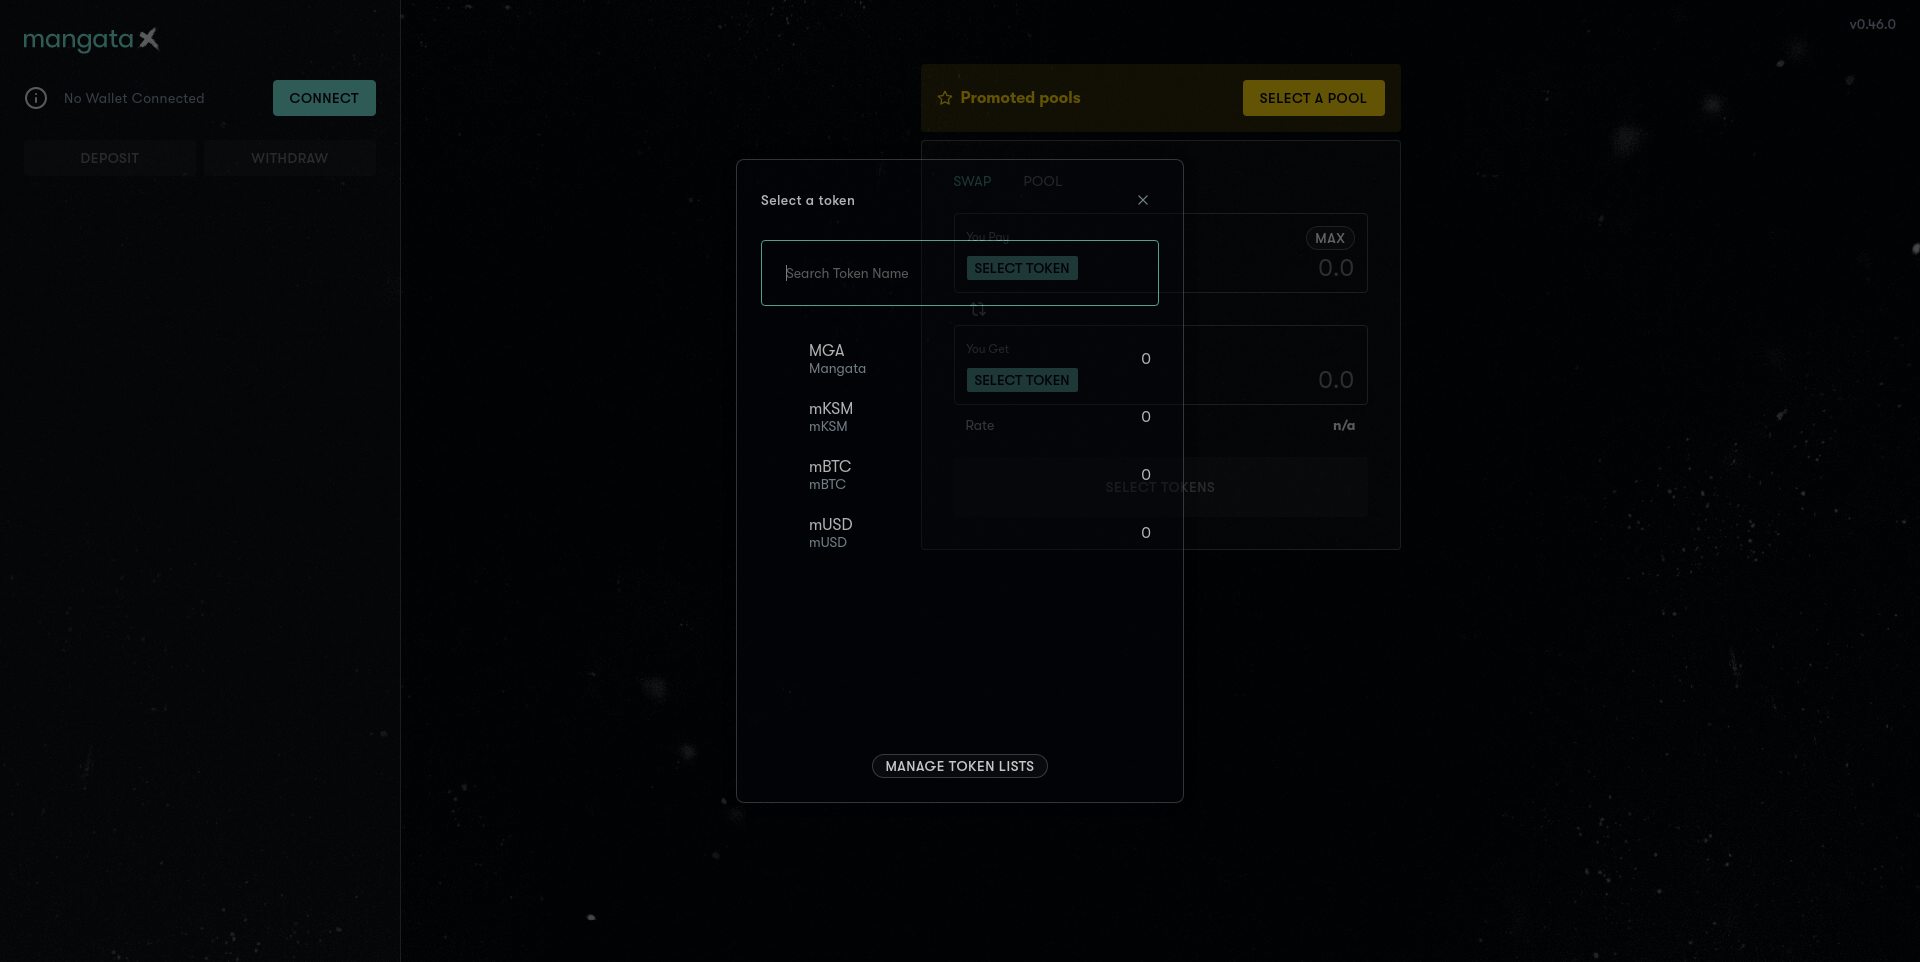 mangata
v0.46.0
No Wallet Connected
CONNECT
DEPOSIT
WITHDRAW
Promoted pools
SELECT A POOL
SWAP
POOL
You Pay
MAX
SELECT TOKEN
0.0
You Get
SELECT TOKEN
0.0
Rate
n/a
SELECT TOKENS
Select a token
Search Token Name
MGA
Mangata
0
mKSM
mKSM
0
mBTC
mBTC
0
mUSD
mUSD
0
MANAGE TOKEN LISTS